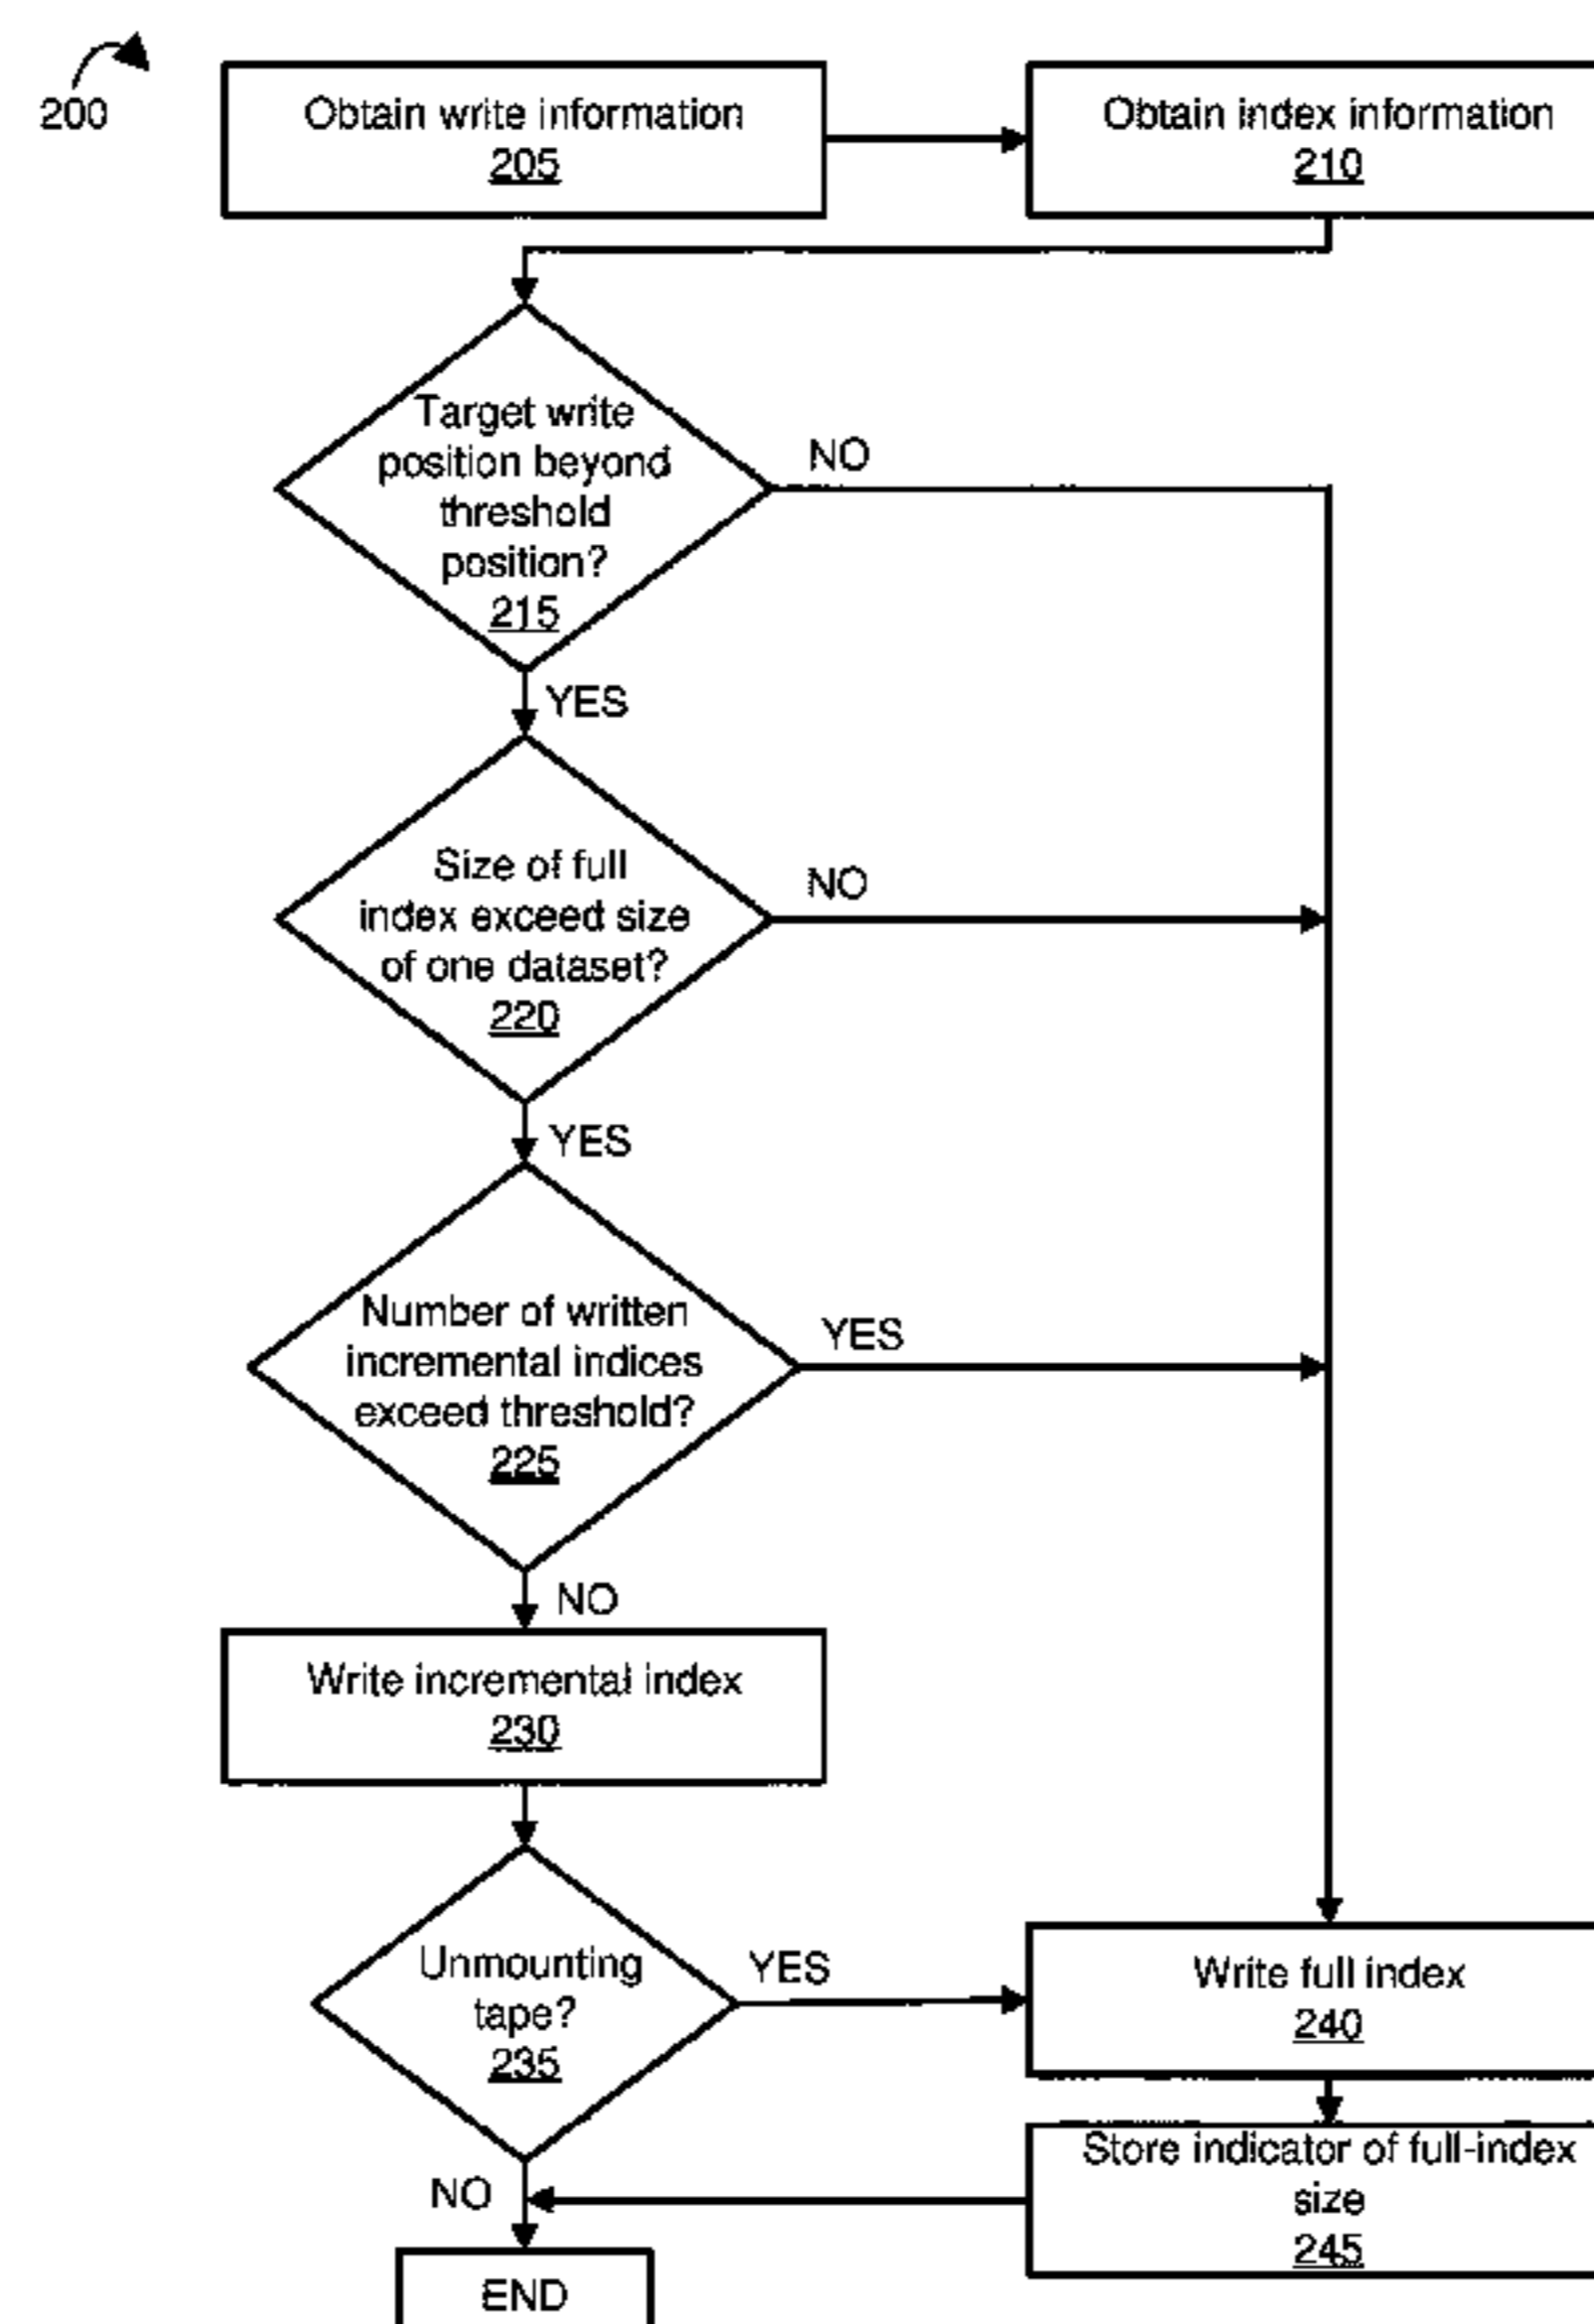 200
Obtain write information
205
Obtain index information
210
Target write
position beyond
threshold
position?
215
NO
YES
Size of full
index exceed size
of one dataset?
220
NO
YES
Number of written
incremental indices
exceed threshold?
225
YES
NO
Write incremental index
230
Unmounting
tape?
235
YES
Write full index
240
Store indicator of full-index
size
245
NO
END